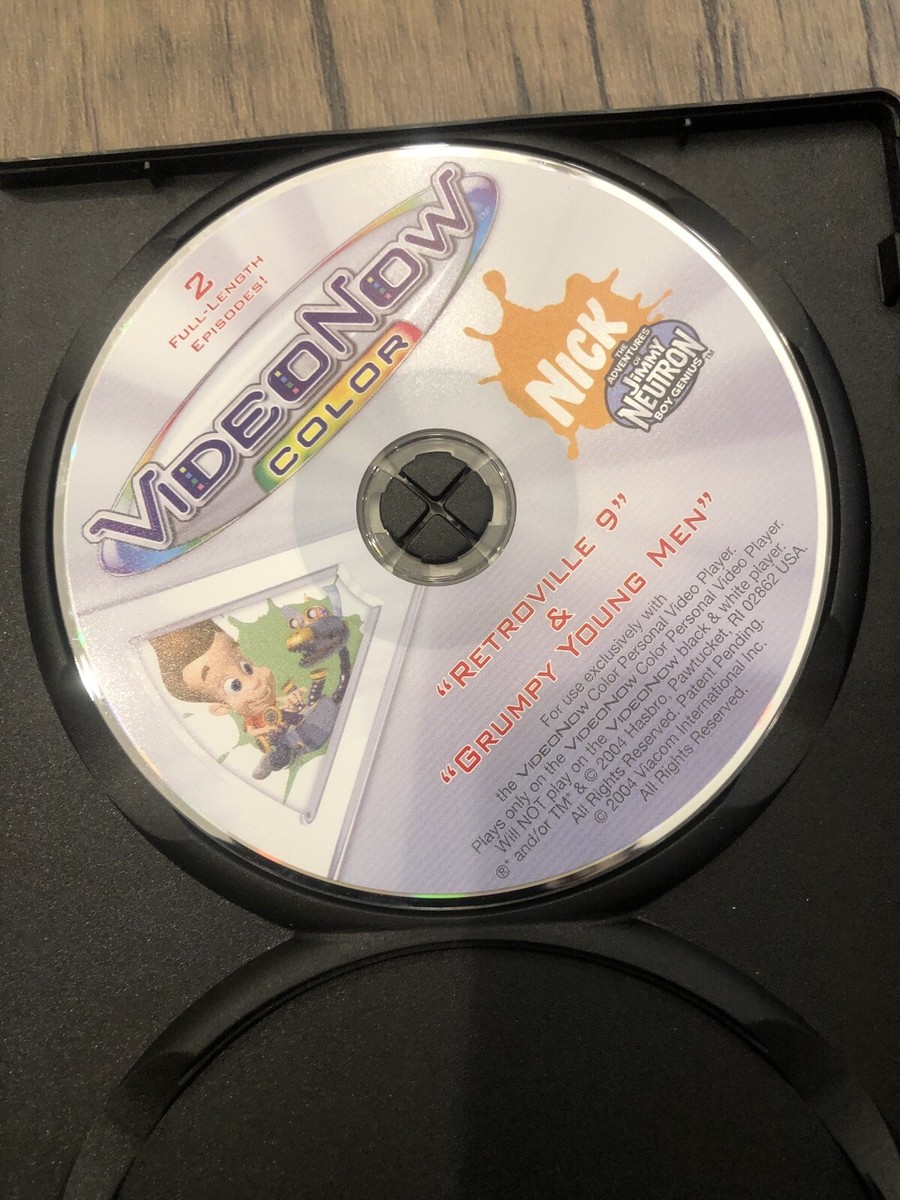 2
FULL-LENGTH
EPISODES!
VIDEONOW
TM
COLOR
NICK
THE
ADVENTURES
OF
JIMMY
NEUTRON
BOY GENIUS
TM
“RETROVILLE 9”
&
“GRUMPY YOUNG MEN”
For use exclusively with
the VIDEONOW Color Personal Video Player.
Plays only on the VIDEONOW Color Personal Video Player.
Will NOT play on the VIDEONOW black & white player.
®* and/or TM* & © 2004 Hasbro, Pawtucket, RI 02862 USA.
All Rights Reserved. Patent Pending.
© 2004 Viacom International Inc.
All Rights Reserved.